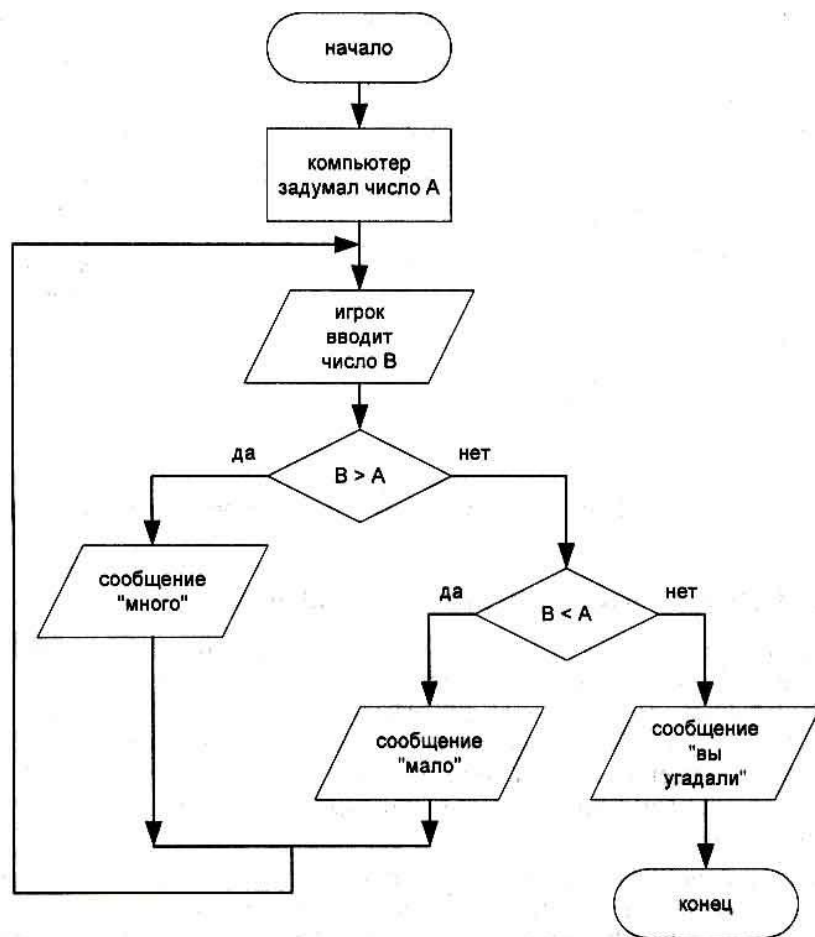 начало
компьютер
задумал число А
игрок
вводит
число В
да
нет
В > А
сообщение
"много"
да
нет
В < А
сообщение
"мало"
сообщение
"вы
угадали"
конец